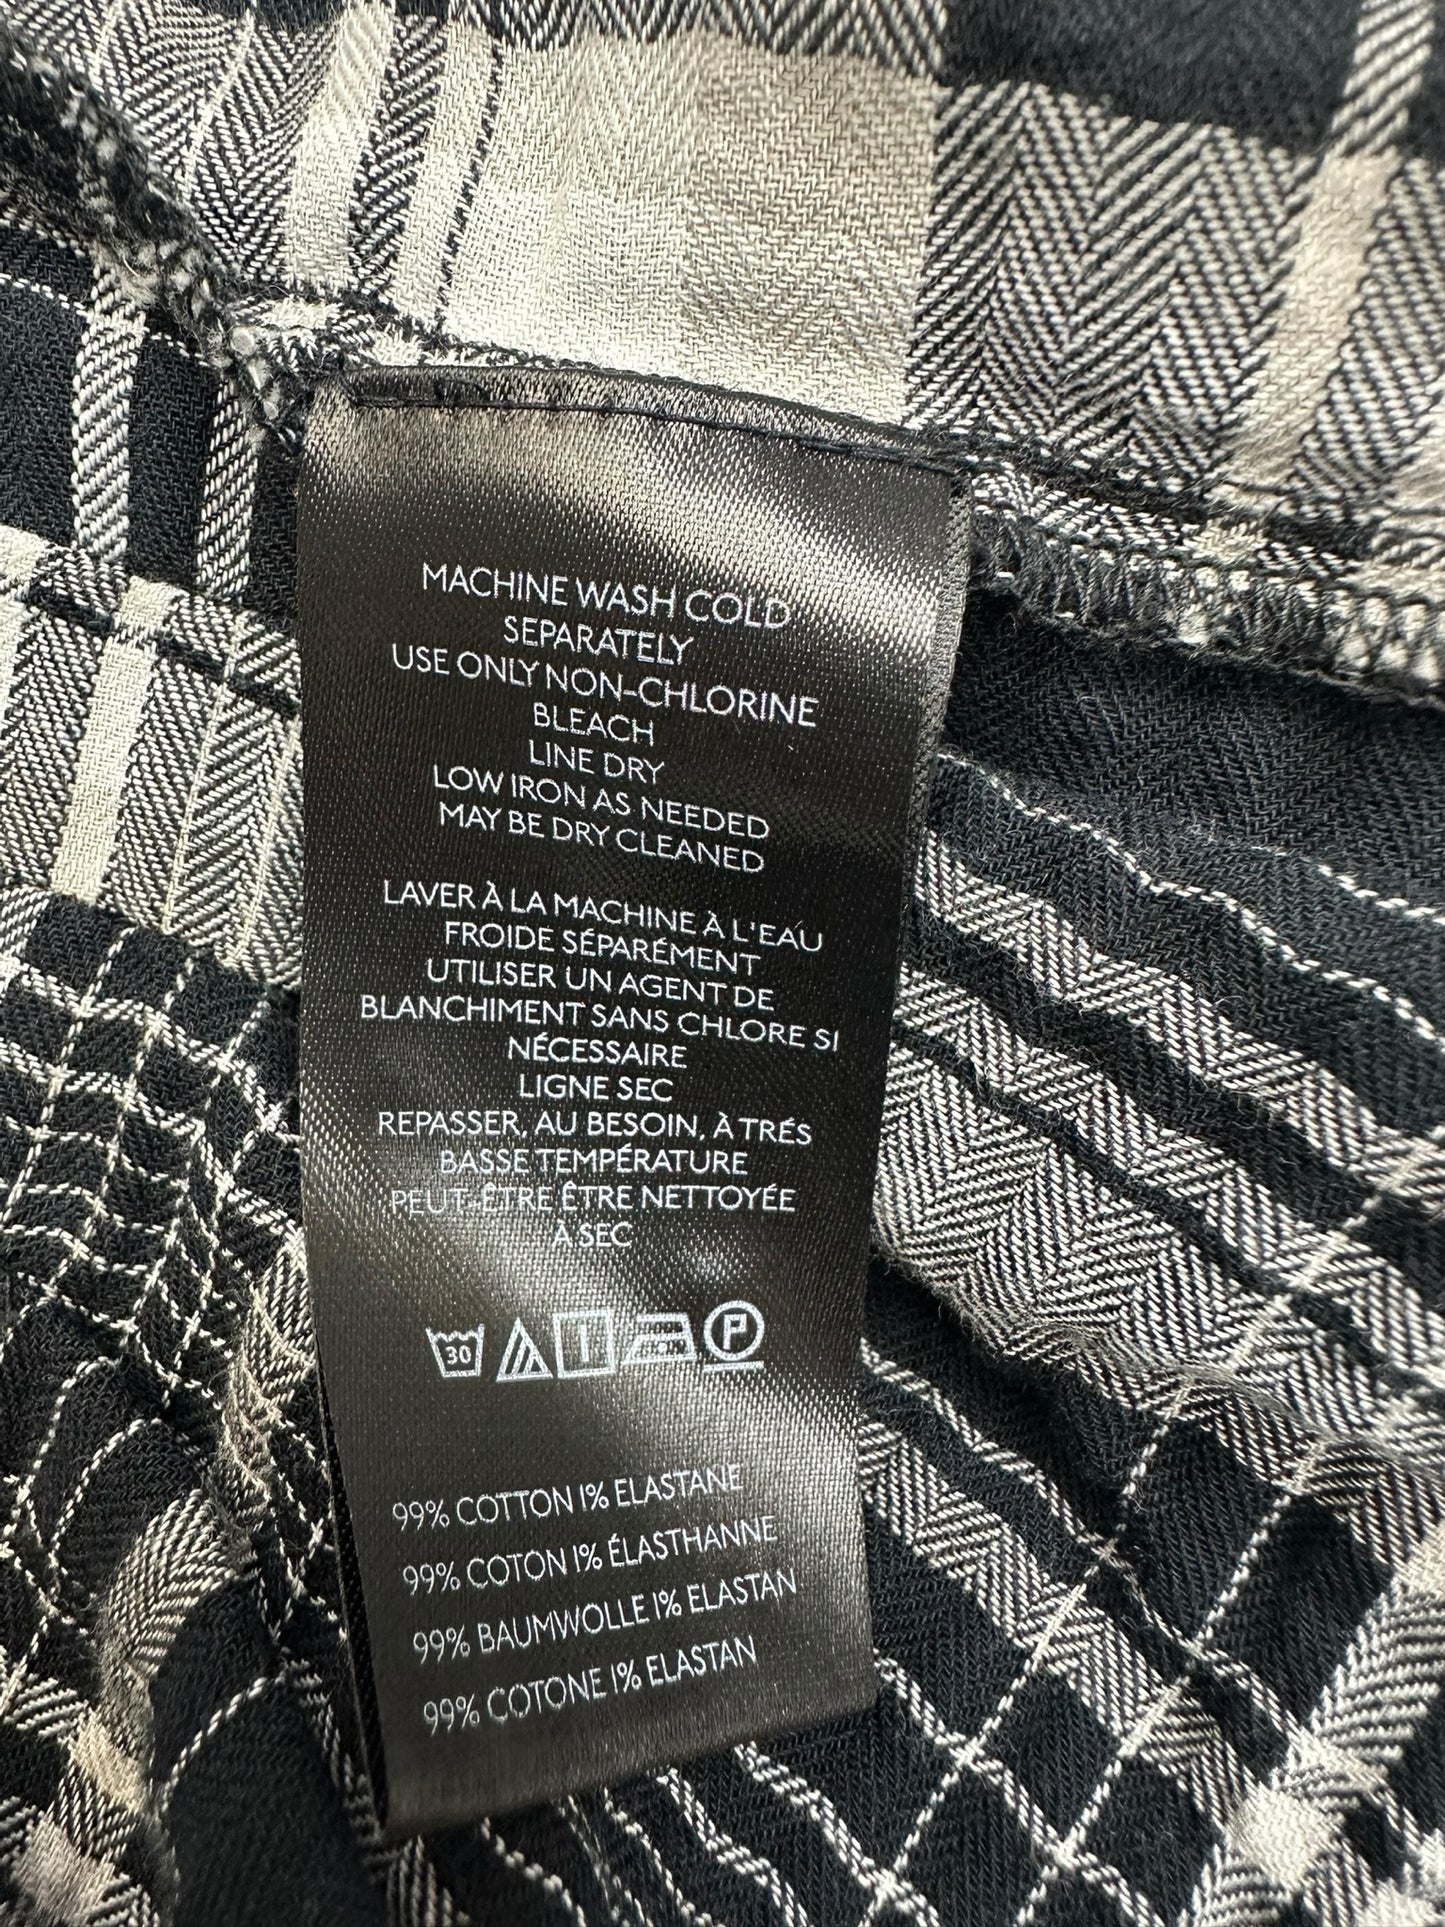 MACHINE WASH COLD
SEPARATELY
USE ONLY NON-CHLORINE
BLEACH
LINE DRY
LOW IRON AS NEEDED
MAY BE DRY CLEANED
LAVER À LA MACHINE À L'EAU
FROIDE SÉPARÉMENT
UTILISER UN AGENT DE
BLANCHIMENT SANS CHLORE SI
NÉCESSAIRE
LIGNE SEC
REPASSER, AU BESOIN, À TRÉS
BASSE TEMPÉRATURE
PEUT-ÊTRE ÊTRE NETTOYÉE
À SEC
30 P
99% COTTON 1% ELASTANE
99% COTON 1% ÉLASTHANNE
99% BAUMWOLLE 1% ELASTAN
99% COTONE 1% ELASTAN